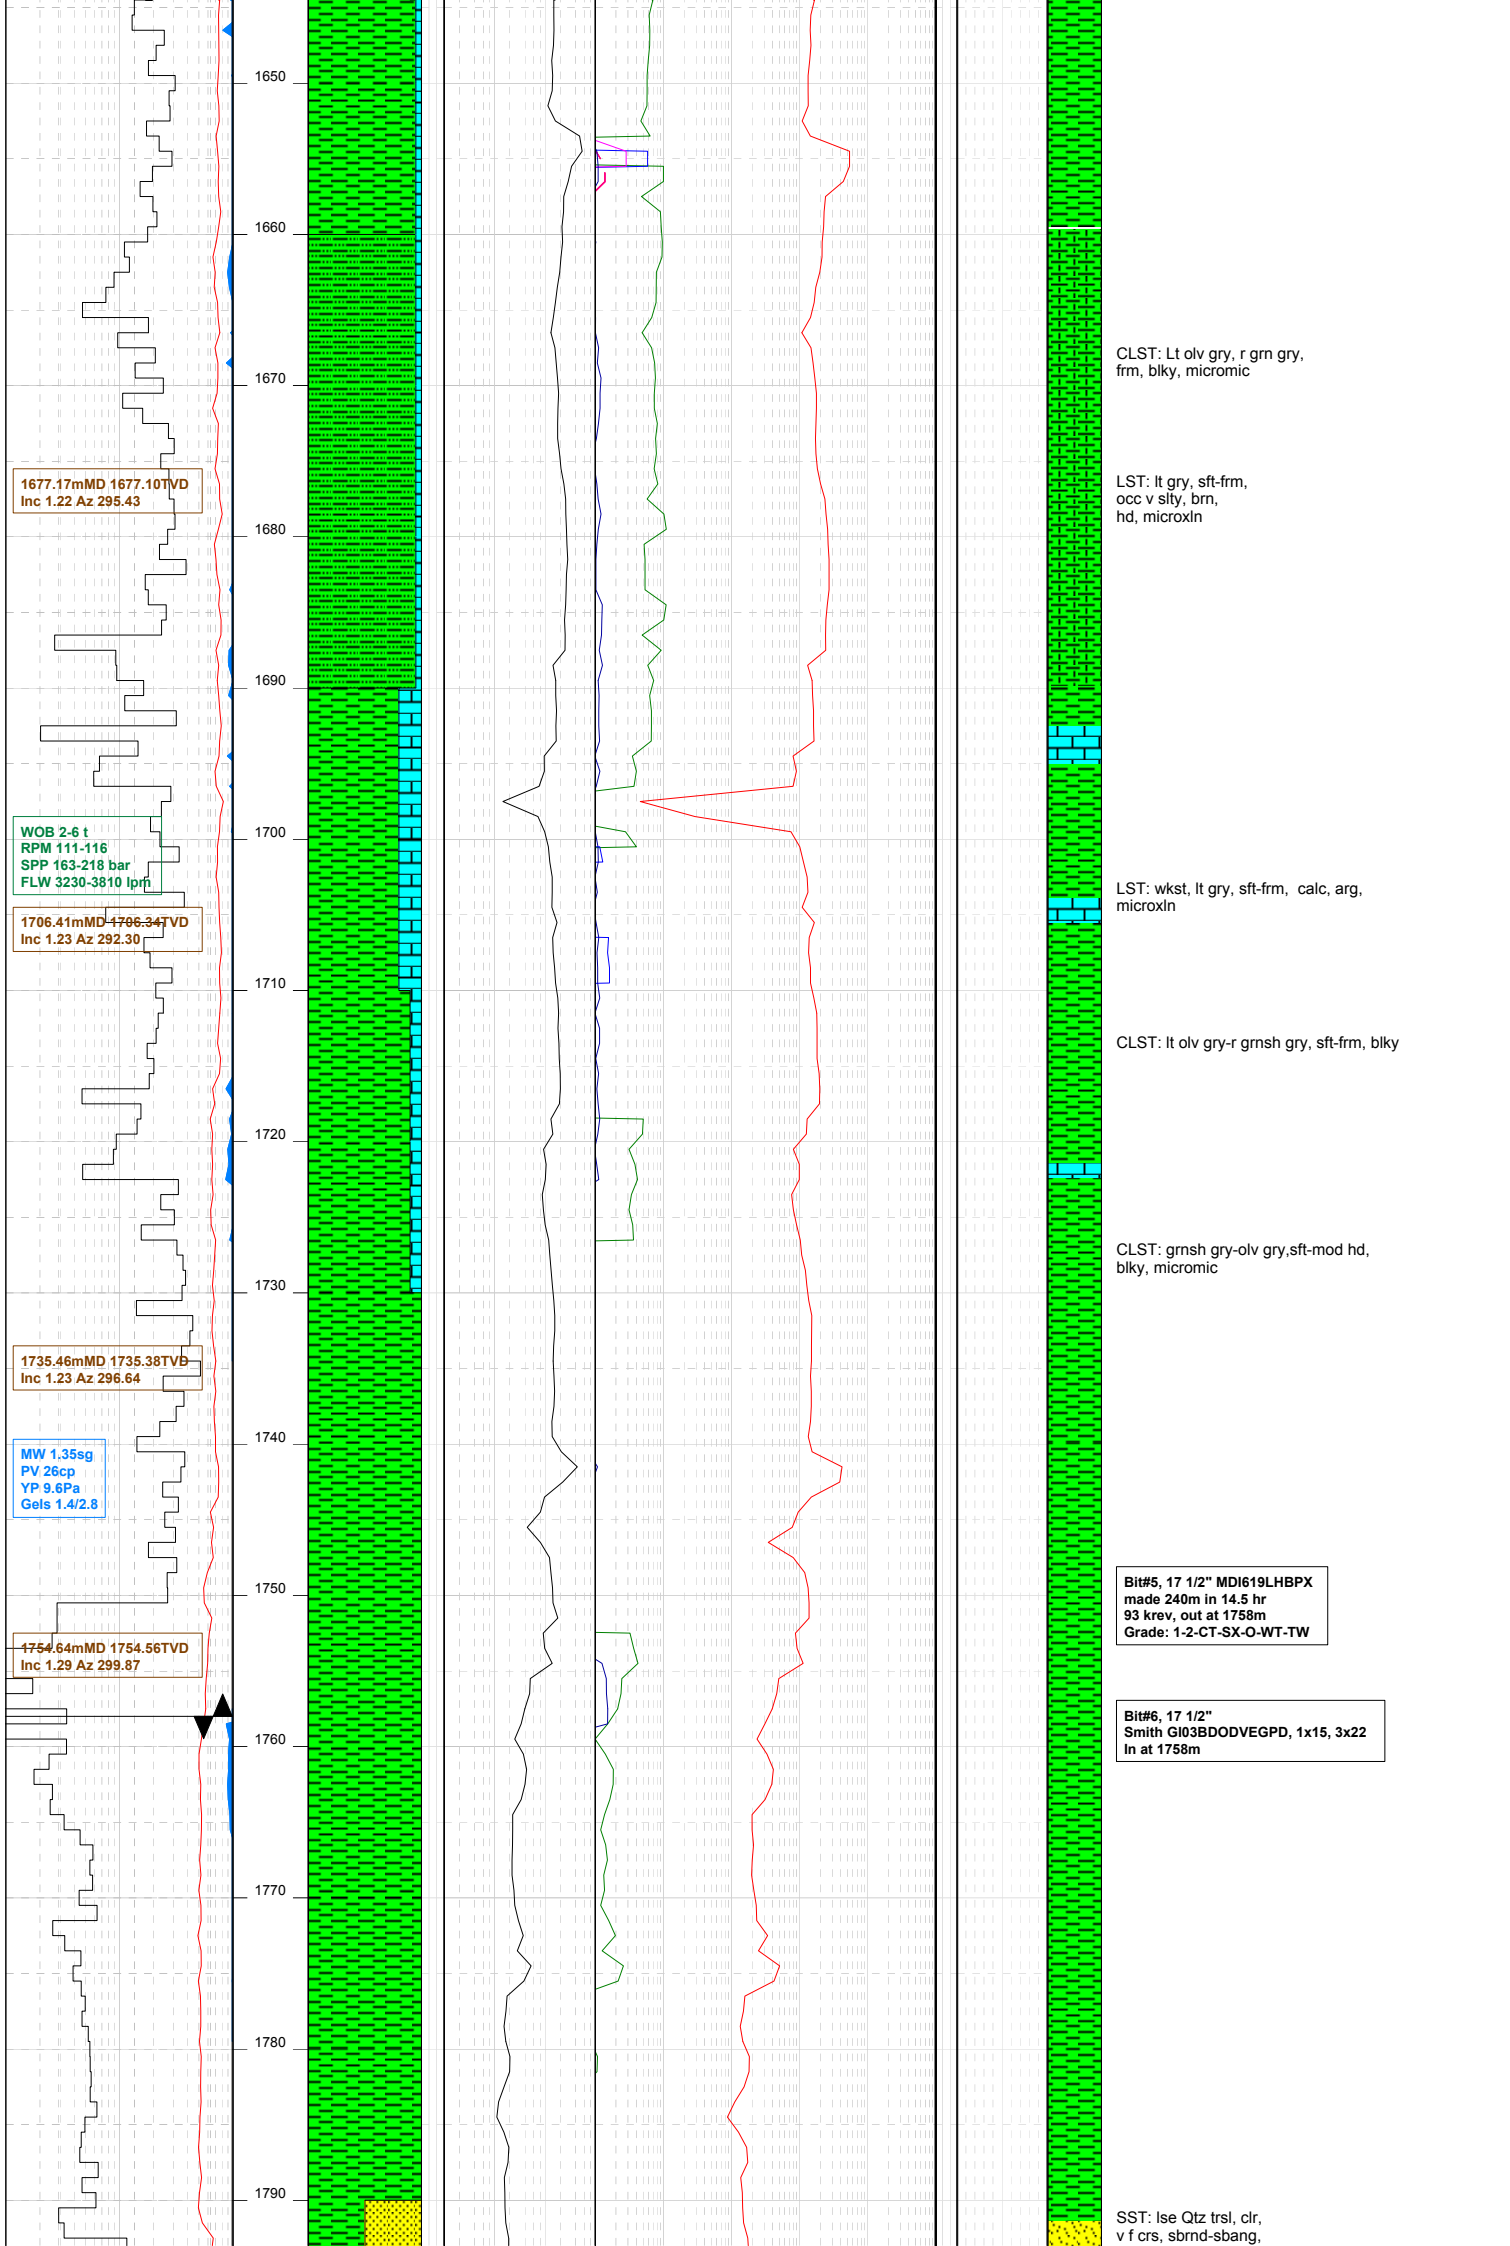 1650
1660
CLST: Lt olv gry, r grn gry,
frm, blky, micromic
1670
1677.17mMD 1677.10TVD
Inc 1.22 Az 295.43
LST: lt gry, sft-frm,
occ v slty, brn,
hd, microxln
1680
1690
WOB 2-6 t
RPM 111-116
SPP 163-218 bar
FLW 3230-3810 lpm
1700
LST: wkst, lt gry, sft-frm, calc, arg,
microxln
1706.41mMD 1706.34TVD
Inc 1.23 Az 292.30
1710
CLST: lt olv gry-r grnsh gry, sft-frm, blky
1720
CLST: grnsh gry-olv gry,sft-mod hd,
blky, micromic
1730
1735.46mMD 1735.38TVD
Inc 1.23 Az 296.64
1740
MW 1.35sg
PV 26cp
YP 9.6Pa
Gels 1.4/2.8
1750
Bit#5, 17 1/2" MDI619LHBPX
made 240m in 14.5 hr
93 krev, out at 1758m
Grade: 1-2-CT-SX-O-WT-TW
1754.64mMD 1754.56TVD
Inc 1.29 Az 299.87
Bit#6, 17 1/2"
Smith GI03BDODVEGPD, 1x15, 3x22
In at 1758m
1760
1770
1780
1790
SST: lse Qtz trsl, clr,
v f crs, sbrnd-sbang,